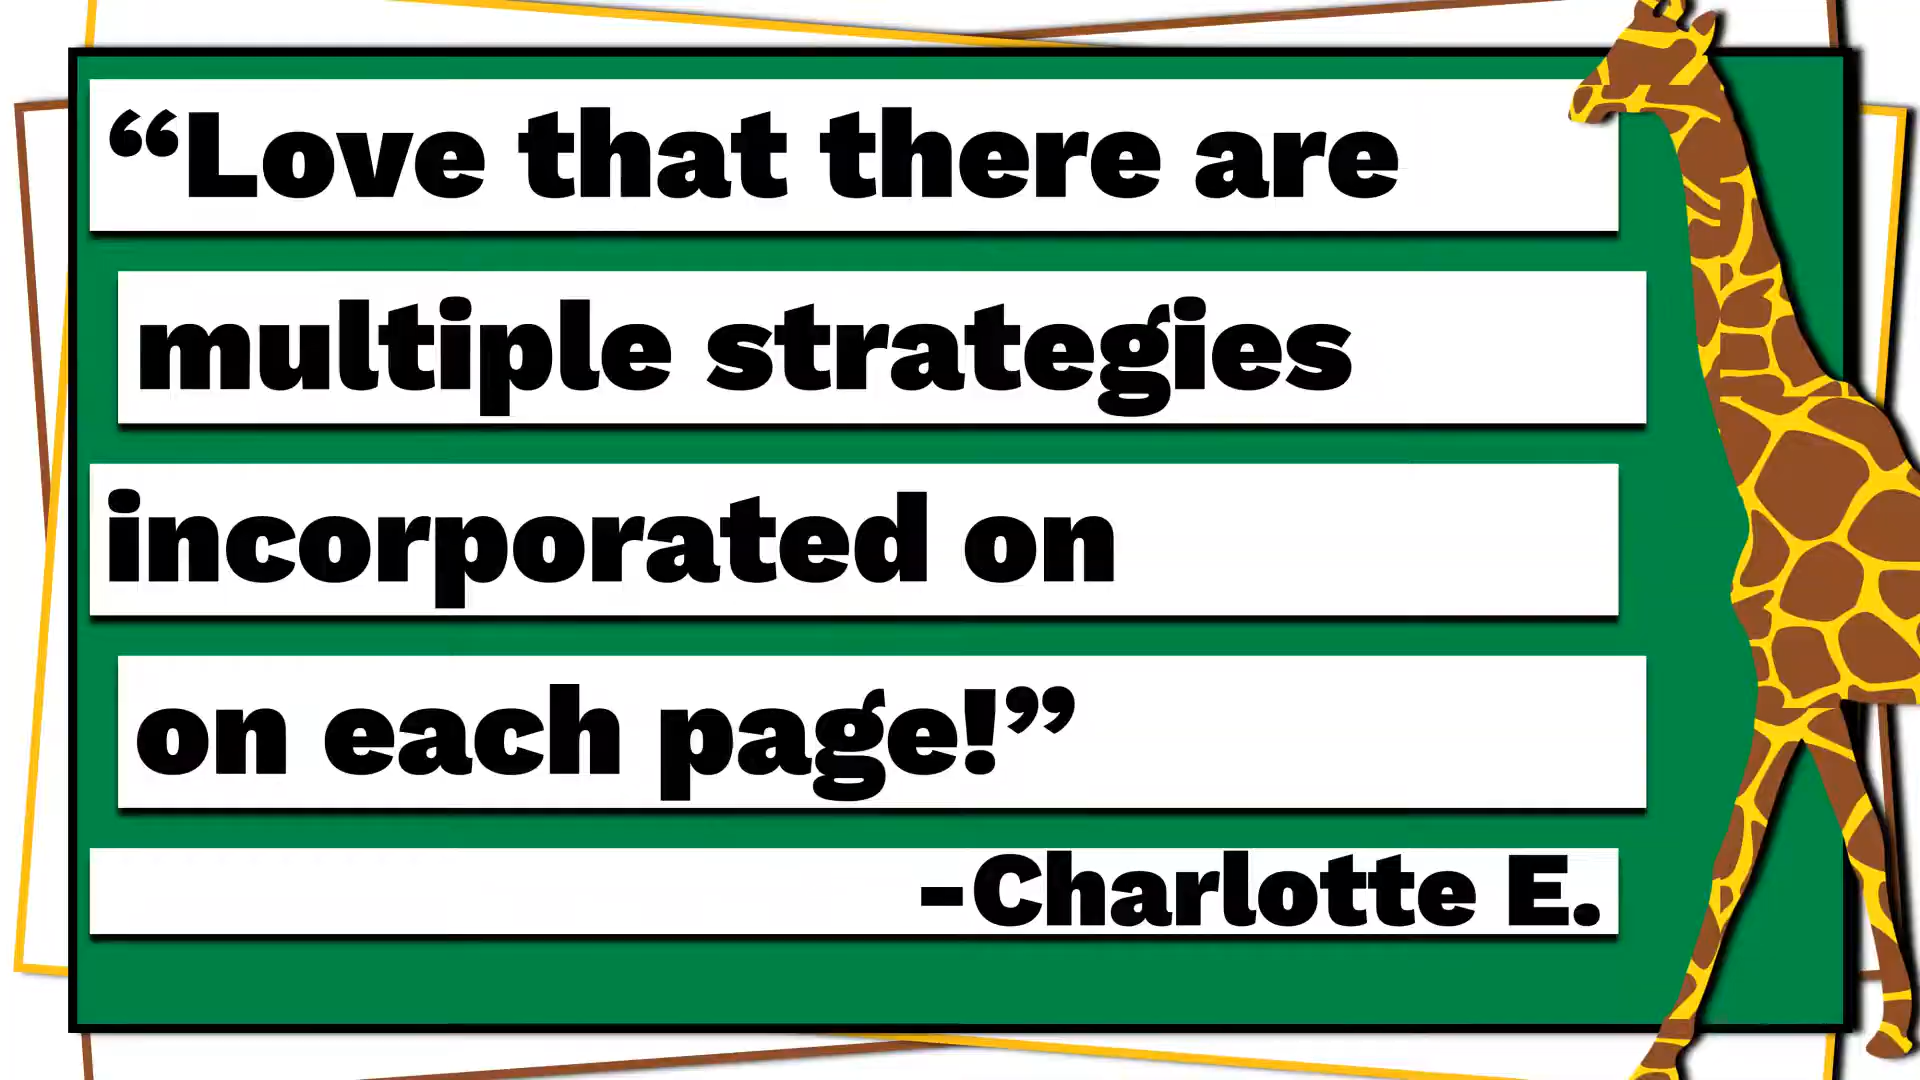 “Love that there are
multiple strategies
incorporated on
on each page!”
-Charlotte E.